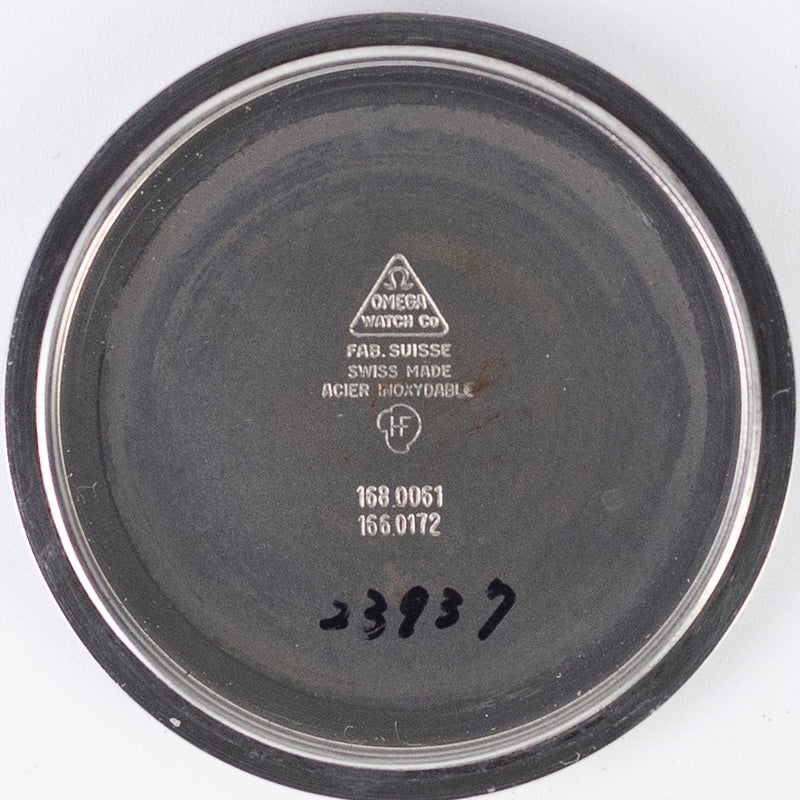 Ω
OMEGA
WATCH Co
FAB. SUISSE
SWISS MADE
ACIER INOXYDABLE
HF
168.0061
166.0172
23937